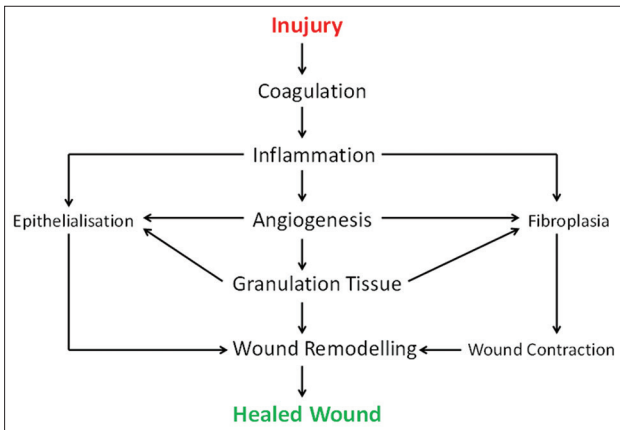 Inujury
Coagulation
Inflammation
Epithelialisation
Angiogenesis
Fibroplasia
Granulation Tissue
Wound Remodelling
Wound Contraction
Healed Wound